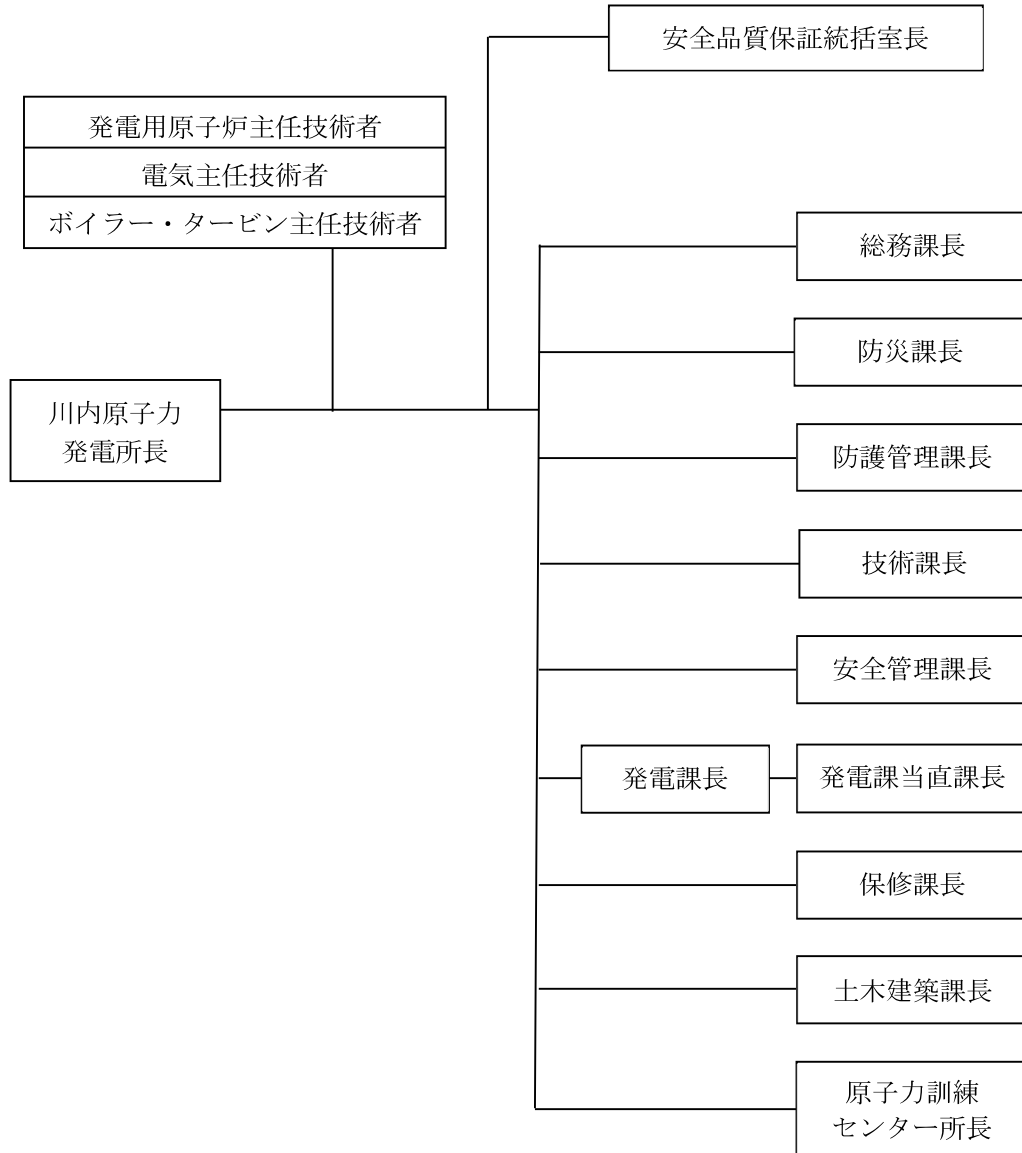 安全品質保証統括室長
発電用原子炉主任技術者
電気主任技術者
ボイラー・タービン主任技術者
川内原子力
発電所長
総務課長
防災課長
防護管理課長
技術課長
安全管理課長
発電課長
発電課当直課長
保修課長
土木建築課長
原子力訓練
センター所長